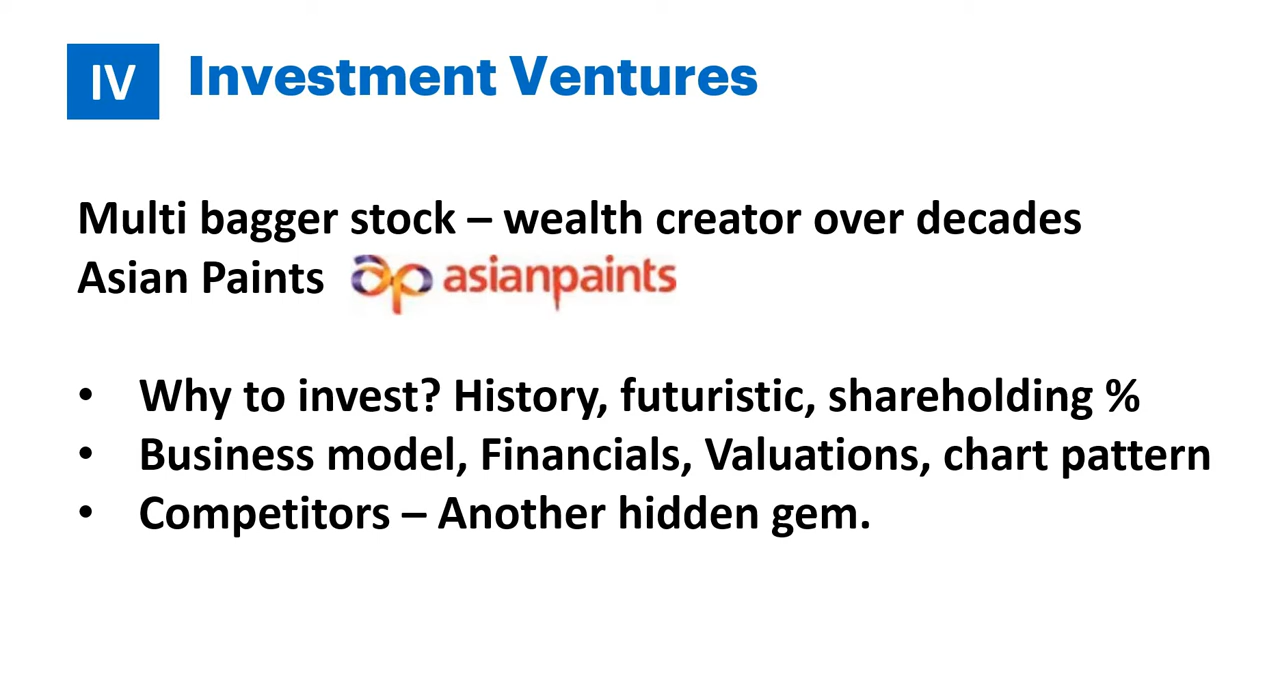 IV Investment Ventures
Multi bagger stock – wealth creator over decades
Asian Paints ap asianpaints
• Why to invest? History, futuristic, shareholding %
• Business model, Financials, Valuations, chart pattern
• Competitors – Another hidden gem.